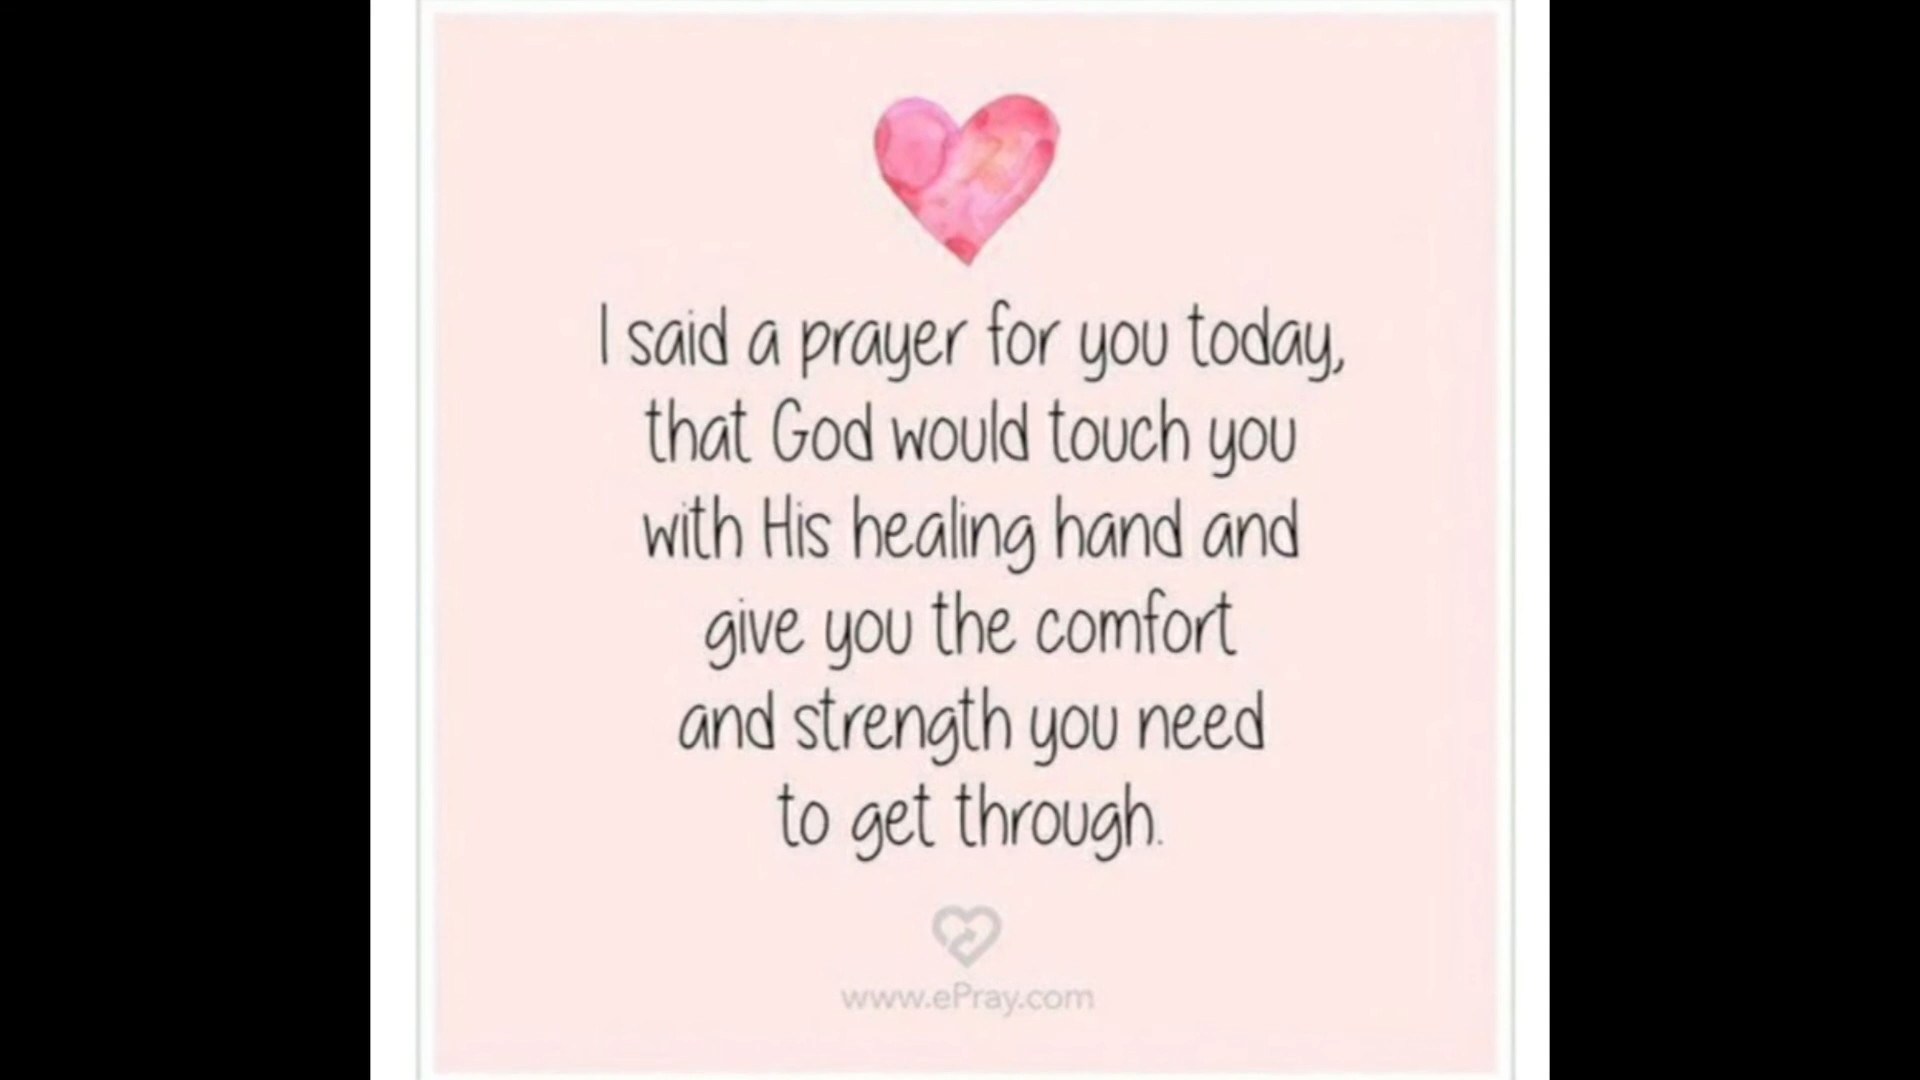 I said a prayer for you today,
that God would touch you
with His healing hand and
give you the comfort
and strength you need
to get through.
www.ePray.com